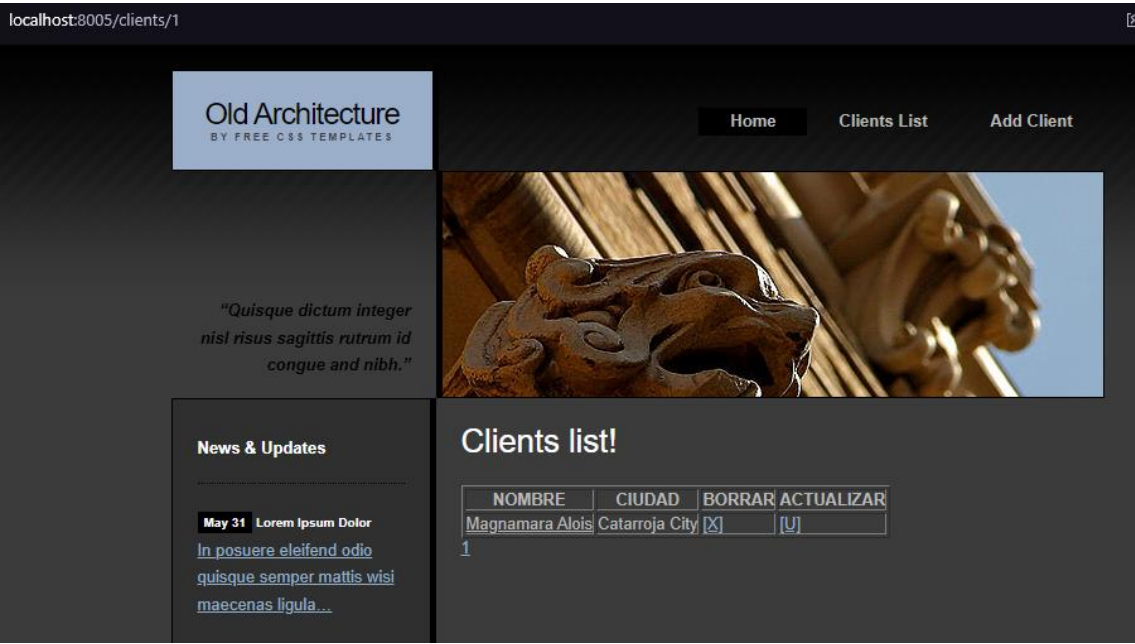 localhost:8005/clients/1
Old Architecture
BY FREE CSS TEMPLATES
Home Clients List Add Client
“Quisque dictum integer
nisl risus sagittis rutrum id
congue and nibh.”
News & Updates
May 31 Lorem Ipsum Dolor
In posuere eleifend odio
quisque semper mattis wisi
maecenas ligula…
Clients list!
NOMBRE CIUDAD BORRAR ACTUALIZAR
Magnamara Alois Catarroja City [X] [U]
1